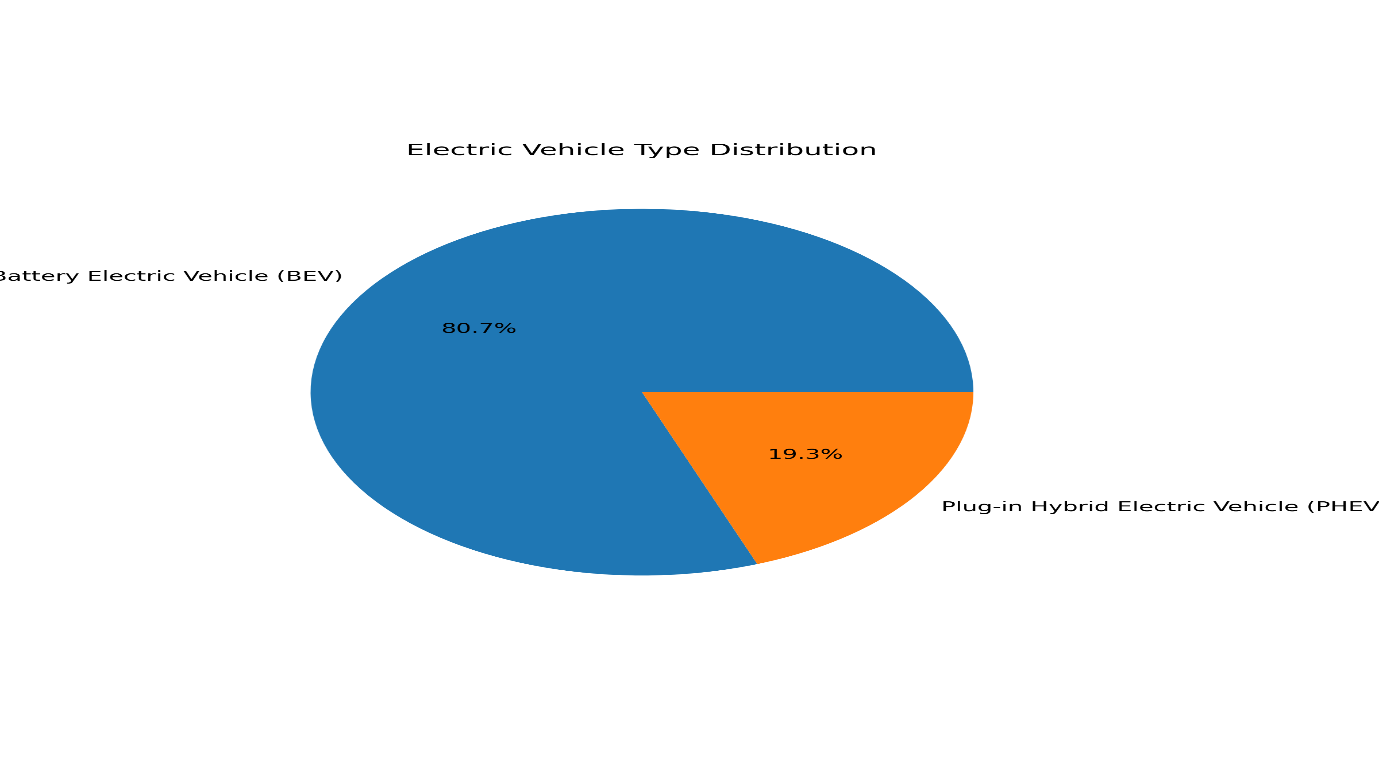 Electric Vehicle Type Distribution
Battery Electric Vehicle (BEV)
80.7%
19.3%
Plug-in Hybrid Electric Vehicle (PHEV